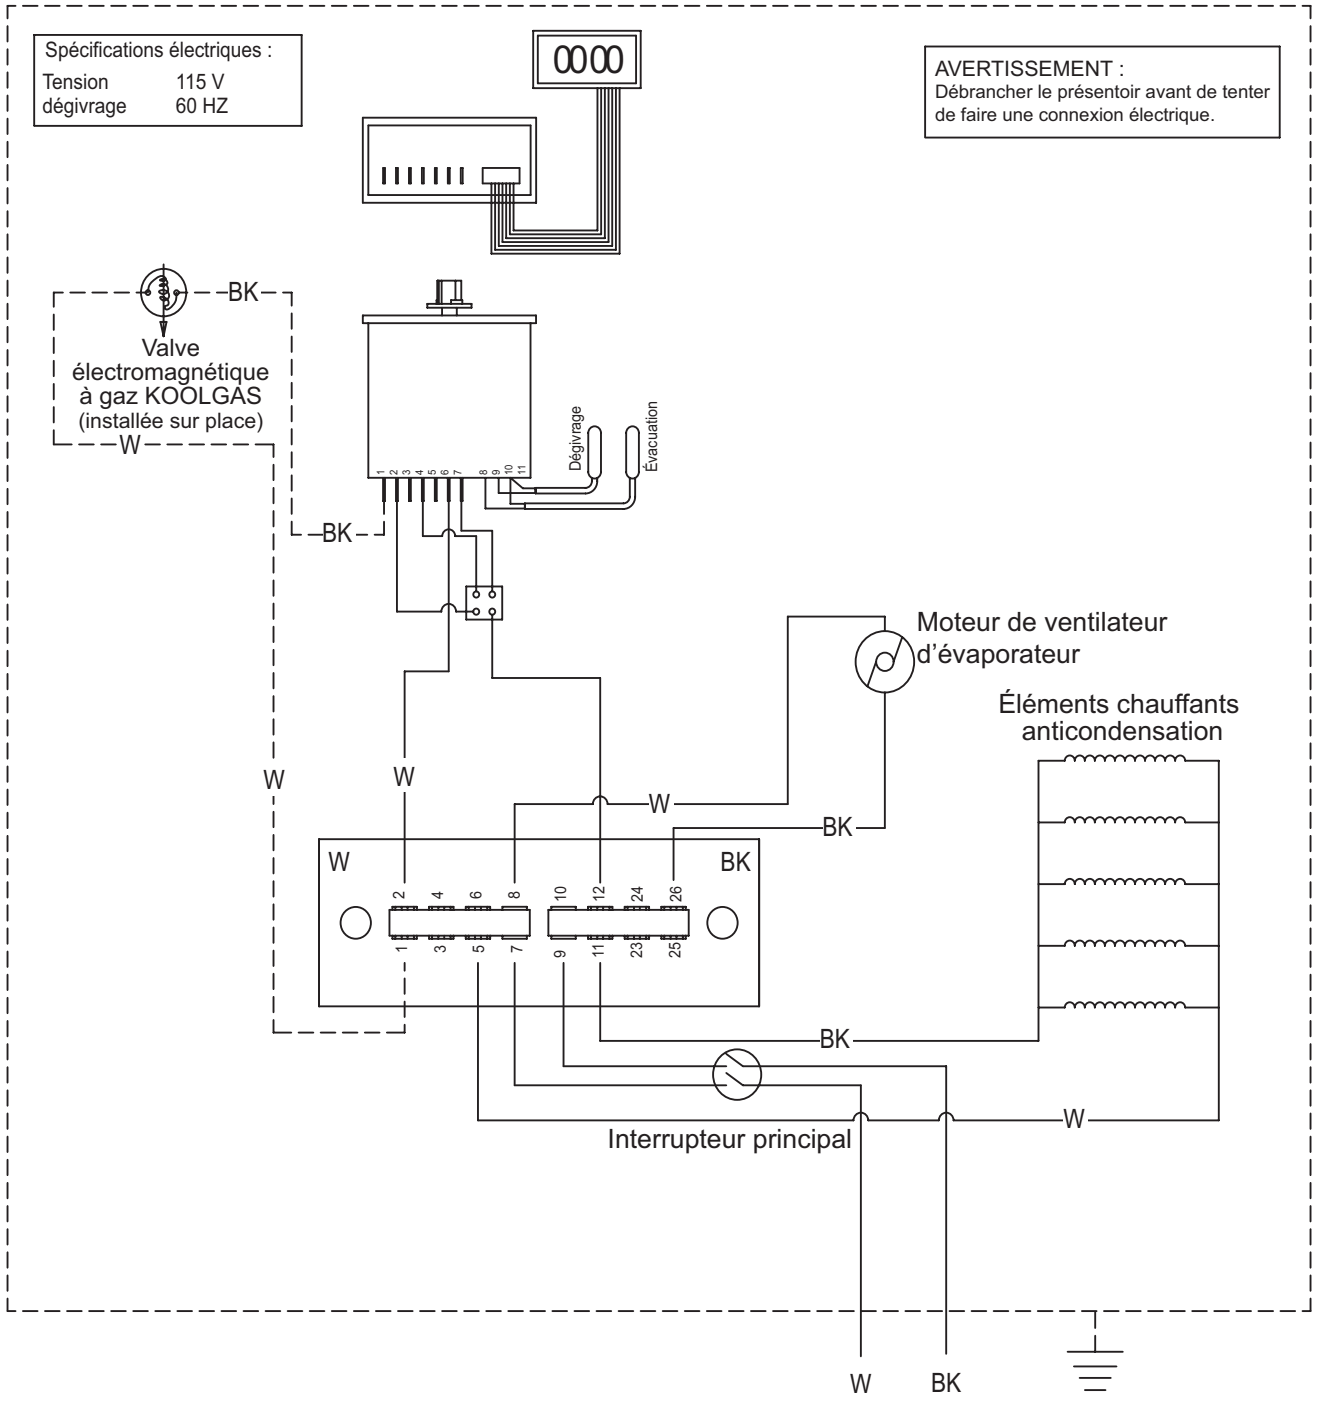 Spécifications électriques :
Tension 115 V
dégivrage 60 HZ
0000
AVERTISSEMENT :
Débrancher le présentoir avant de tenter
de faire une connexion électrique.
BK
Valve
électromagnétique
à gaz KOOLGAS
(installée sur place)
W
Dégivrage
Évacuation
1 2 3 4 5 6 7 8 9 10 11
BK
Moteur de ventilateur
d’évaporateur
Éléments chauffants
anticondensation
W
W
W
BK
W
BK
2 4 6 8 10 12 24 26
1 3 5 7 9 11 23 25
BK
W
Interrupteur principal
W
BK